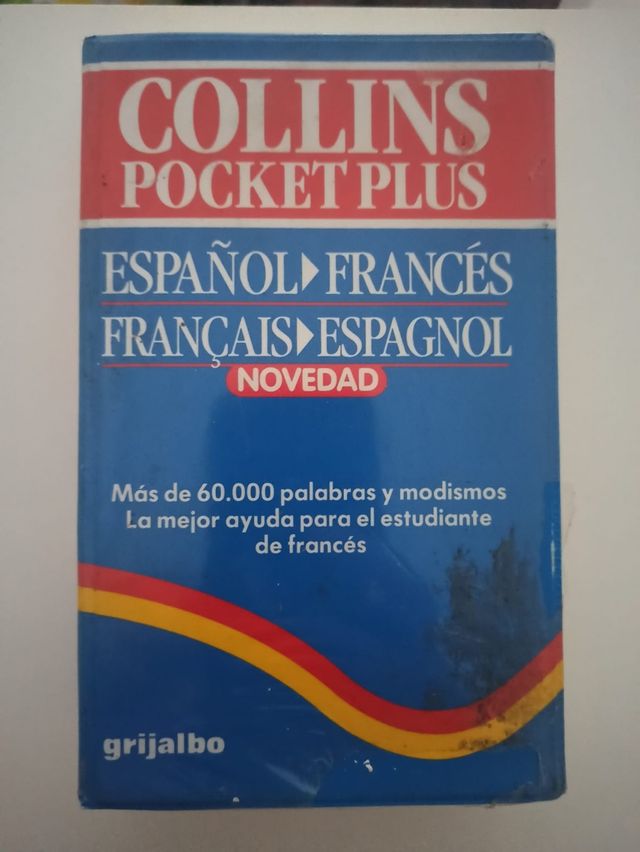 COLLINS
POCKET PLUS
ESPAÑOL▶FRANCÉS
FRANÇAIS▶ESPAGNOL
NOVEDAD
Más de 60.000 palabras y modismos
La mejor ayuda para el estudiante
de francés
grijalbo